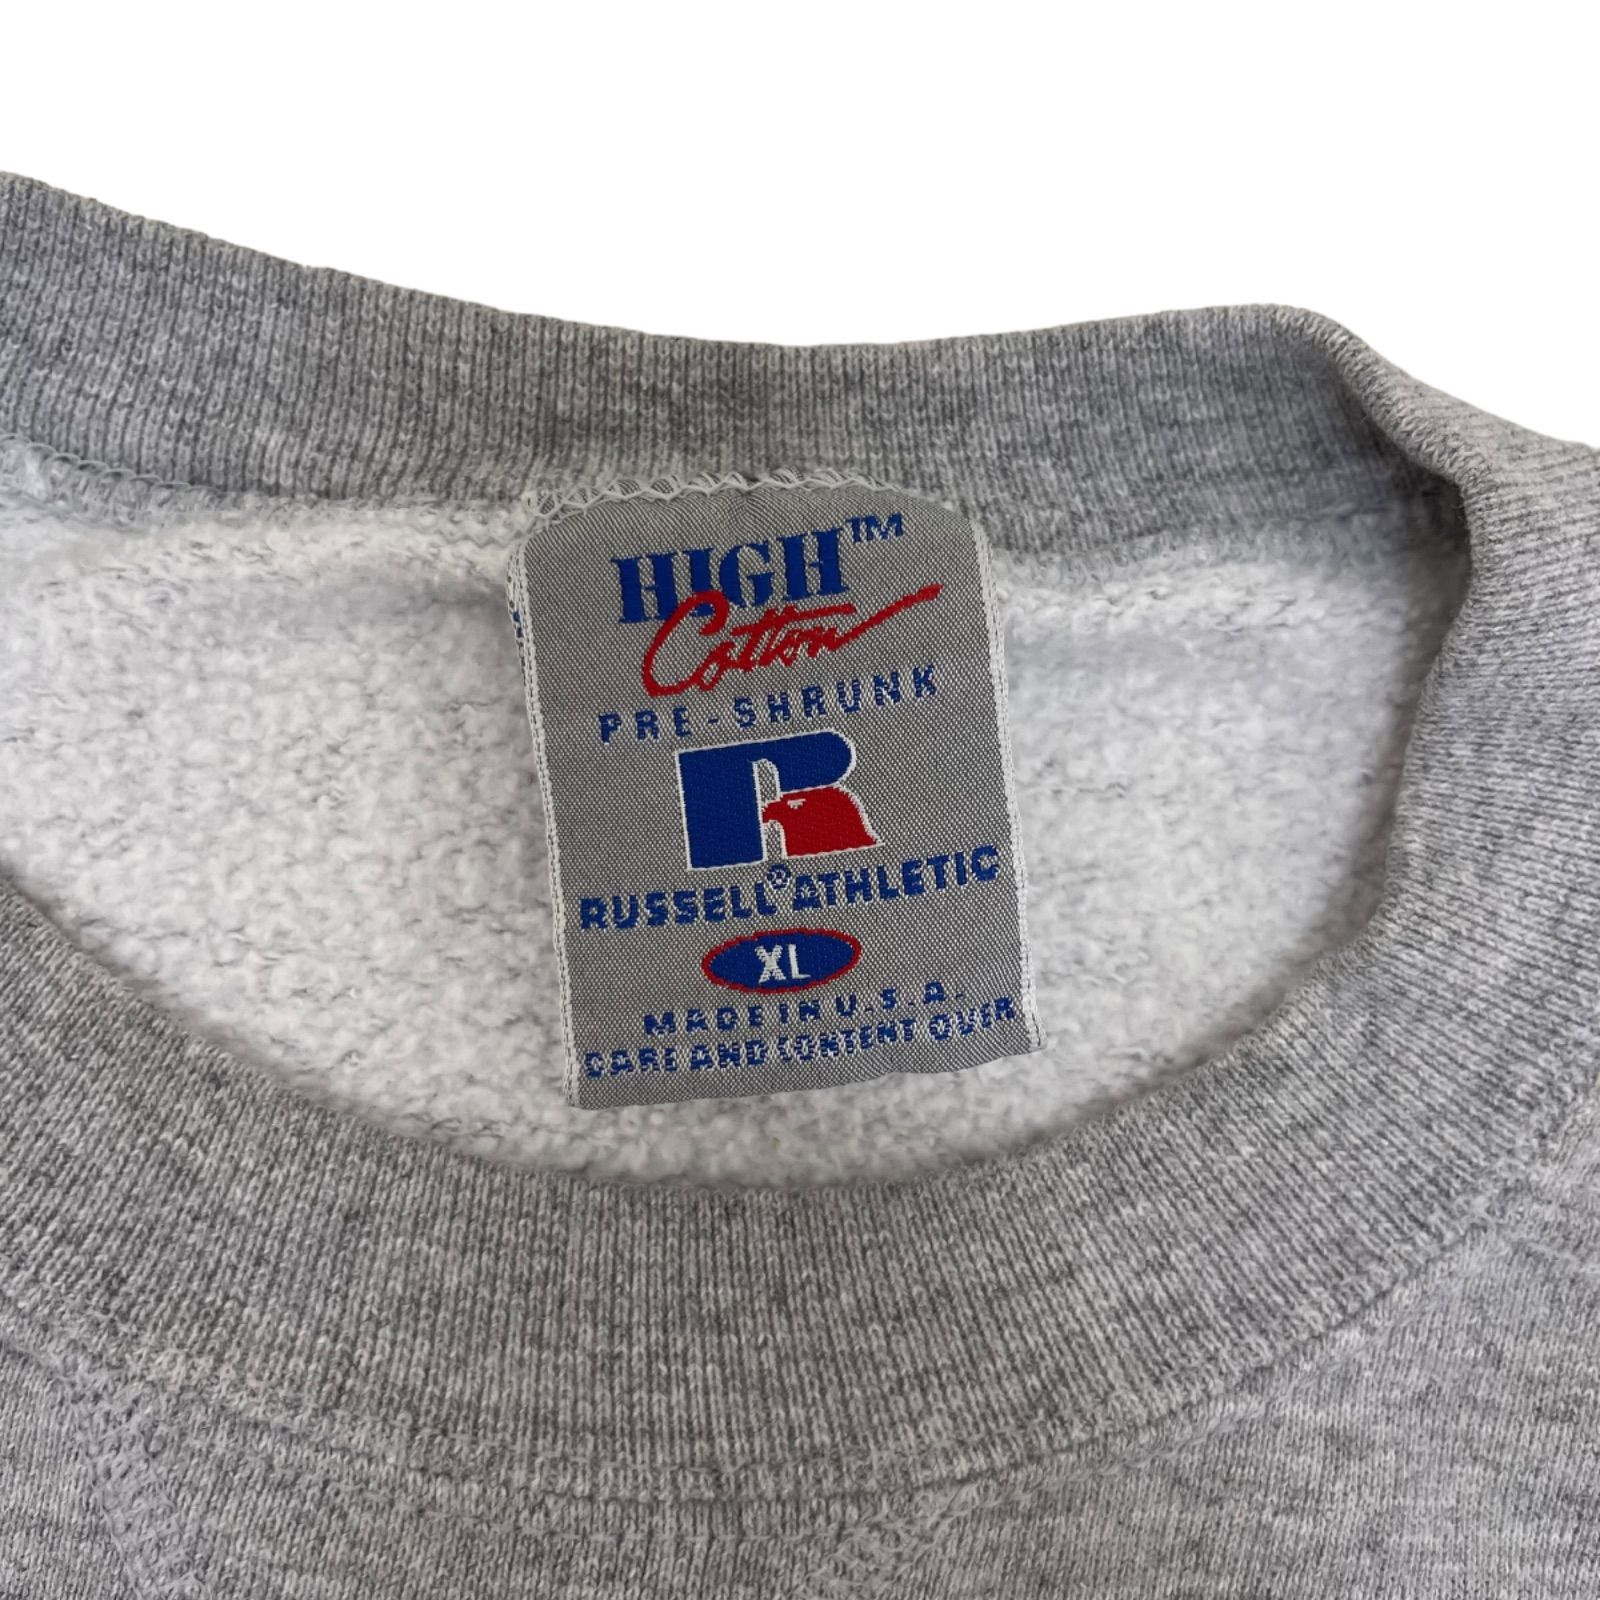 HIGH™
Cotton
PRE-SHRUNK
R
RUSSELL® ATHLETIC
XL
MADE IN U.S.A.
CARE AND CONTENT OVER